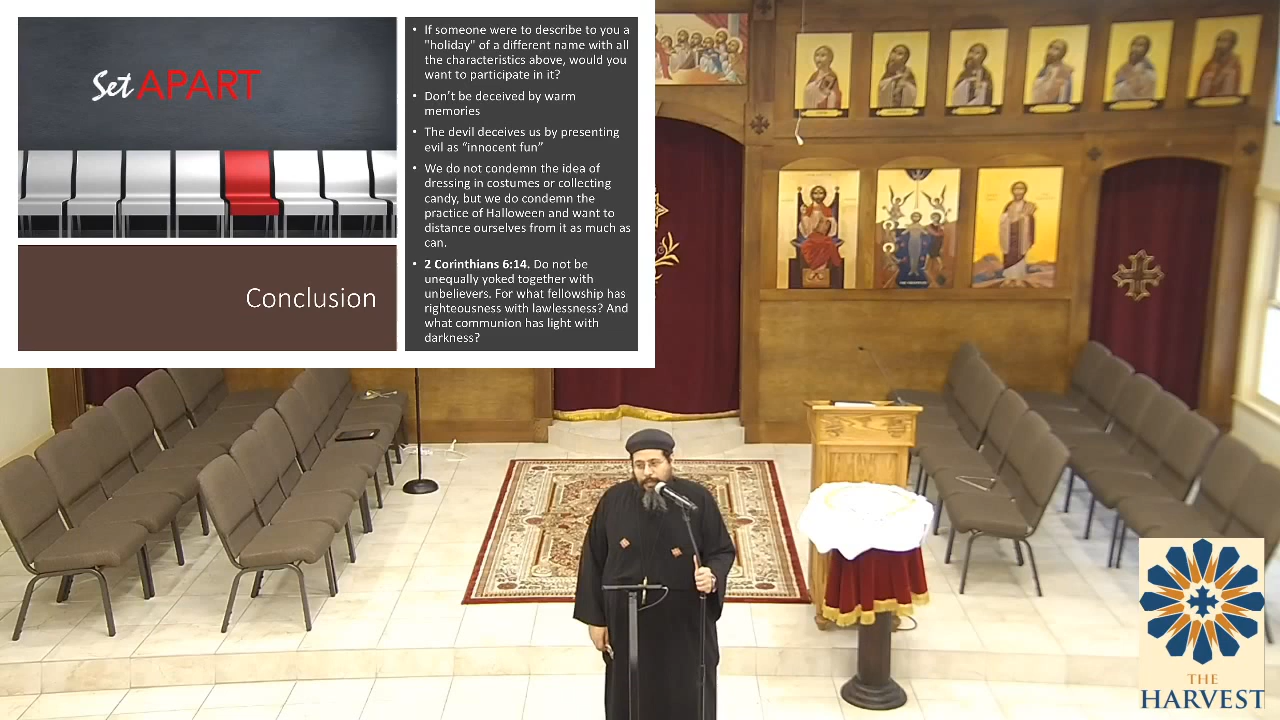 Set APART
Conclusion
• If someone were to describe to you a
"holiday" of a different name with all
the characteristics above, would you
want to participate in it?
• Don't be deceived by warm
memories
• The devil deceives us by presenting
evil as "innocent fun"
• We do not condemn the idea of
dressing in costumes or collecting
candy, but we do condemn the
practice of Halloween and want to
distance ourselves from it as much as
can.
• 2 Corinthians 6:14. Do not be
unequally yoked together with
unbelievers. For what fellowship has
righteousness with lawlessness? And
what communion has light with
darkness?
THE
HARVEST